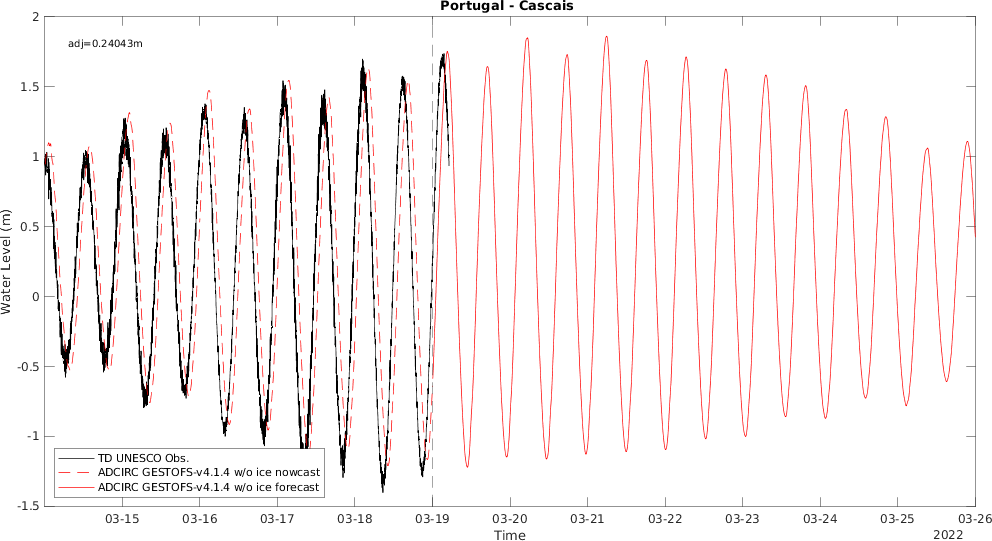 Portugal - Cascais
2
adj=0.24043m
1.5
1
0.5
0
-0.5
-1
-1.5
Water Level (m)
TD UNESCO Obs.
ADCIRC GESTOFS-v4.1.4 w/o ice nowcast
ADCIRC GESTOFS-v4.1.4 w/o ice forecast
03-15 03-16 03-17 03-18 03-19 03-20 03-21 03-22 03-23 03-24 03-25 03-26
Time
2022